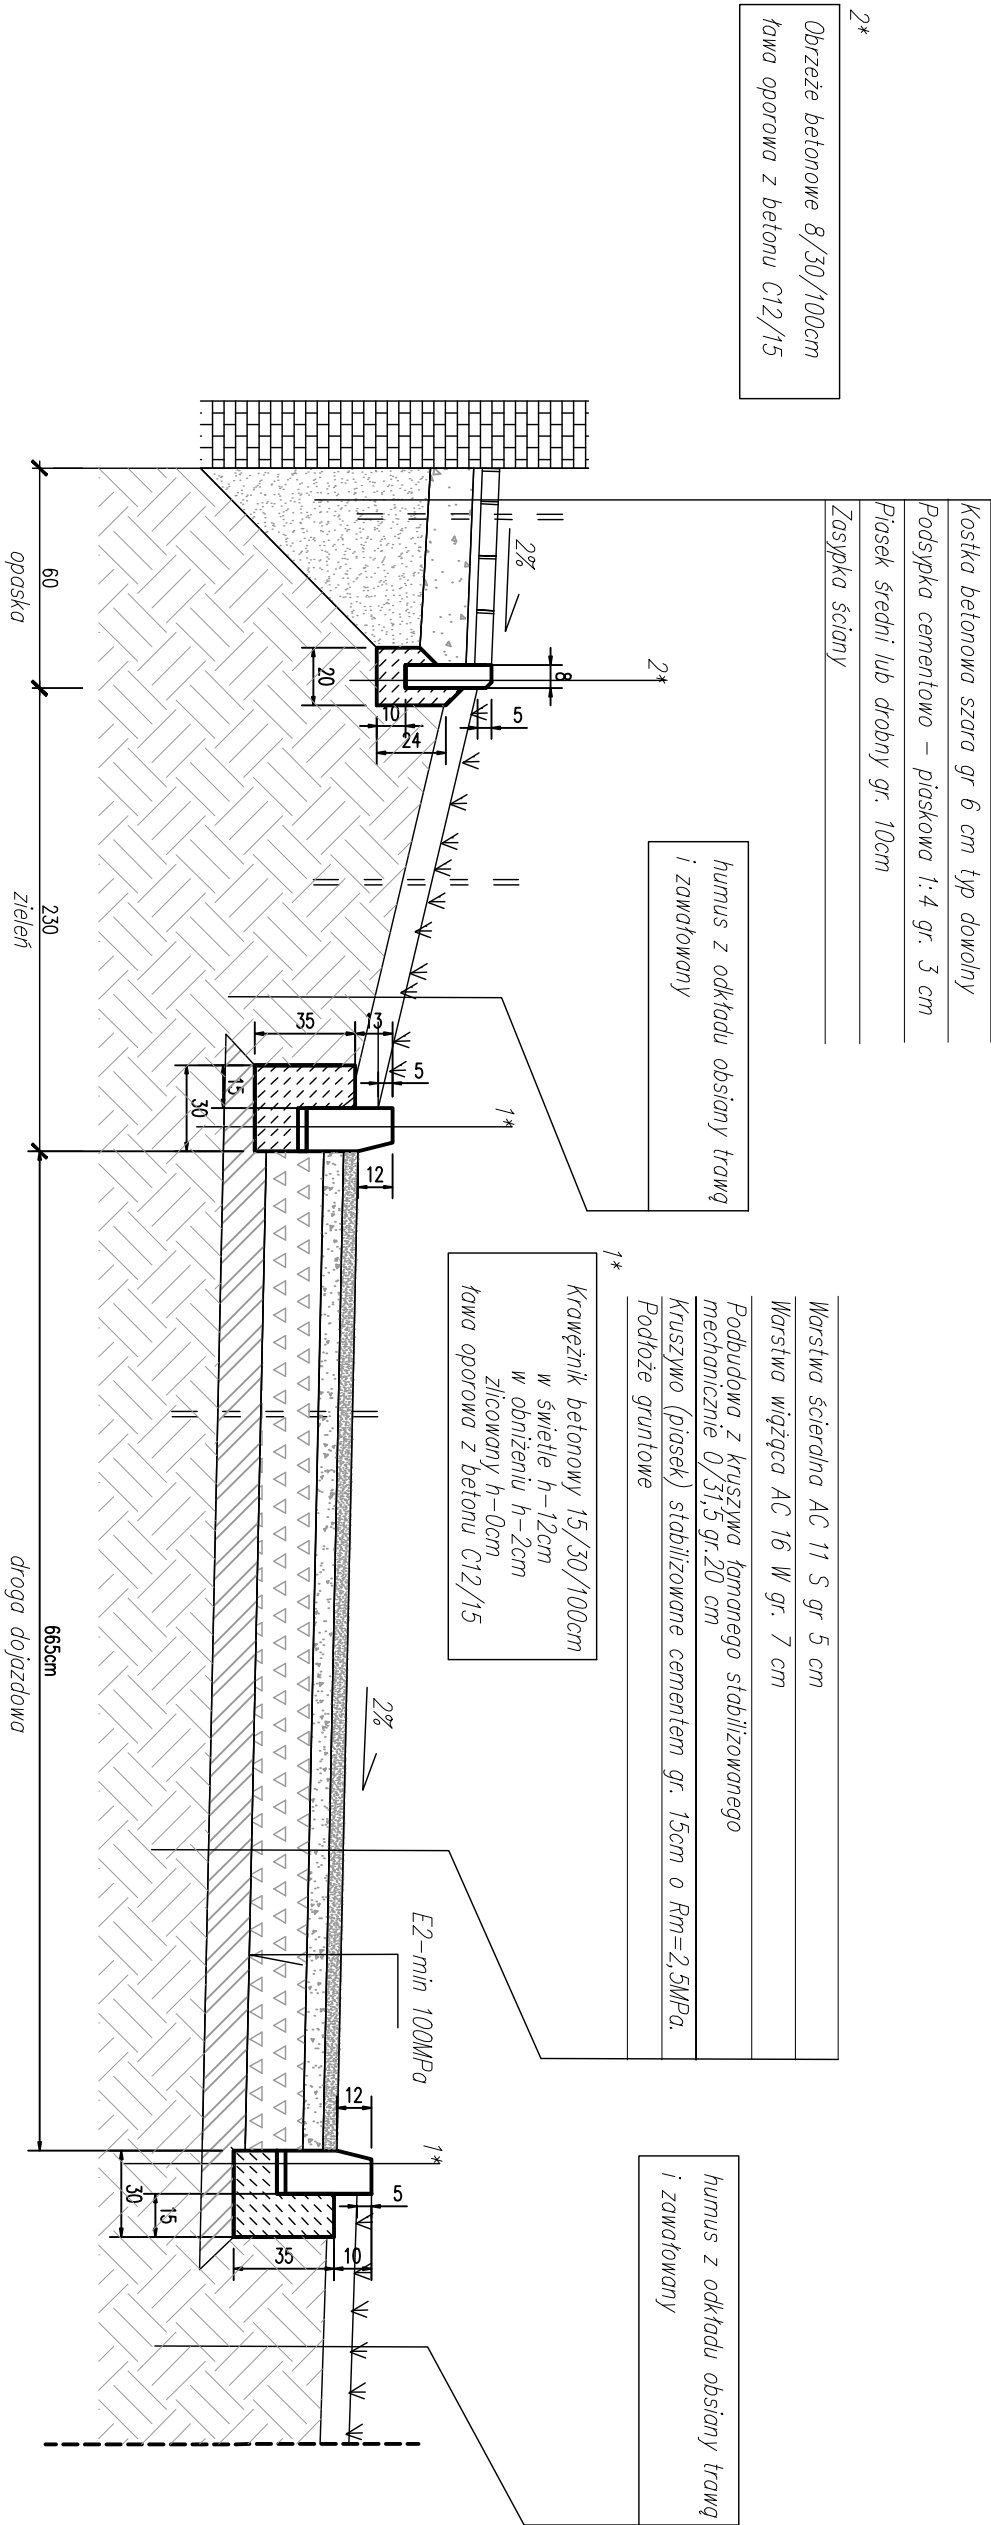 2*
Obrzeże betonowe 8/30/100cm
ława oporowa z betonu C12/15
Kostka betonowa szara gr 6 cm typ dowolny
Podsypka cementowo - piaskowa 1:4 gr. 3 cm
Piasek średni lub drobny gr. 10cm
Zasypka ściany
humus z odkładu obsiany trawą
i zawałowany
Warstwa ścieralna AC 11 S gr 5 cm
Warstwa wiążąca AC 16 W gr. 7 cm
Podbudowa z kruszywa łamanego stabilizowanego
mechanicznie 0/31,5 gr.20 cm
Kruszywo (piasek) stabilizowane cementem gr. 15cm o Rm=2,5MPa.
Podłoże gruntowe
1*
Krawężnik betonowy 15/30/100cm
w świetle h-12cm
w obniżeniu h-2cm
zlicowany h-0cm
ława oporowa z betonu C12/15
humus z odkładu obsiany trawą
i zawałowany
2%
2*
8
5
20
10
24
35
13
5
15
30
1*
12
2%
E2-min 100MPa
12
1*
5
30
15
35
10
60
opaska
230
zieleń
665cm
droga dojazdowa